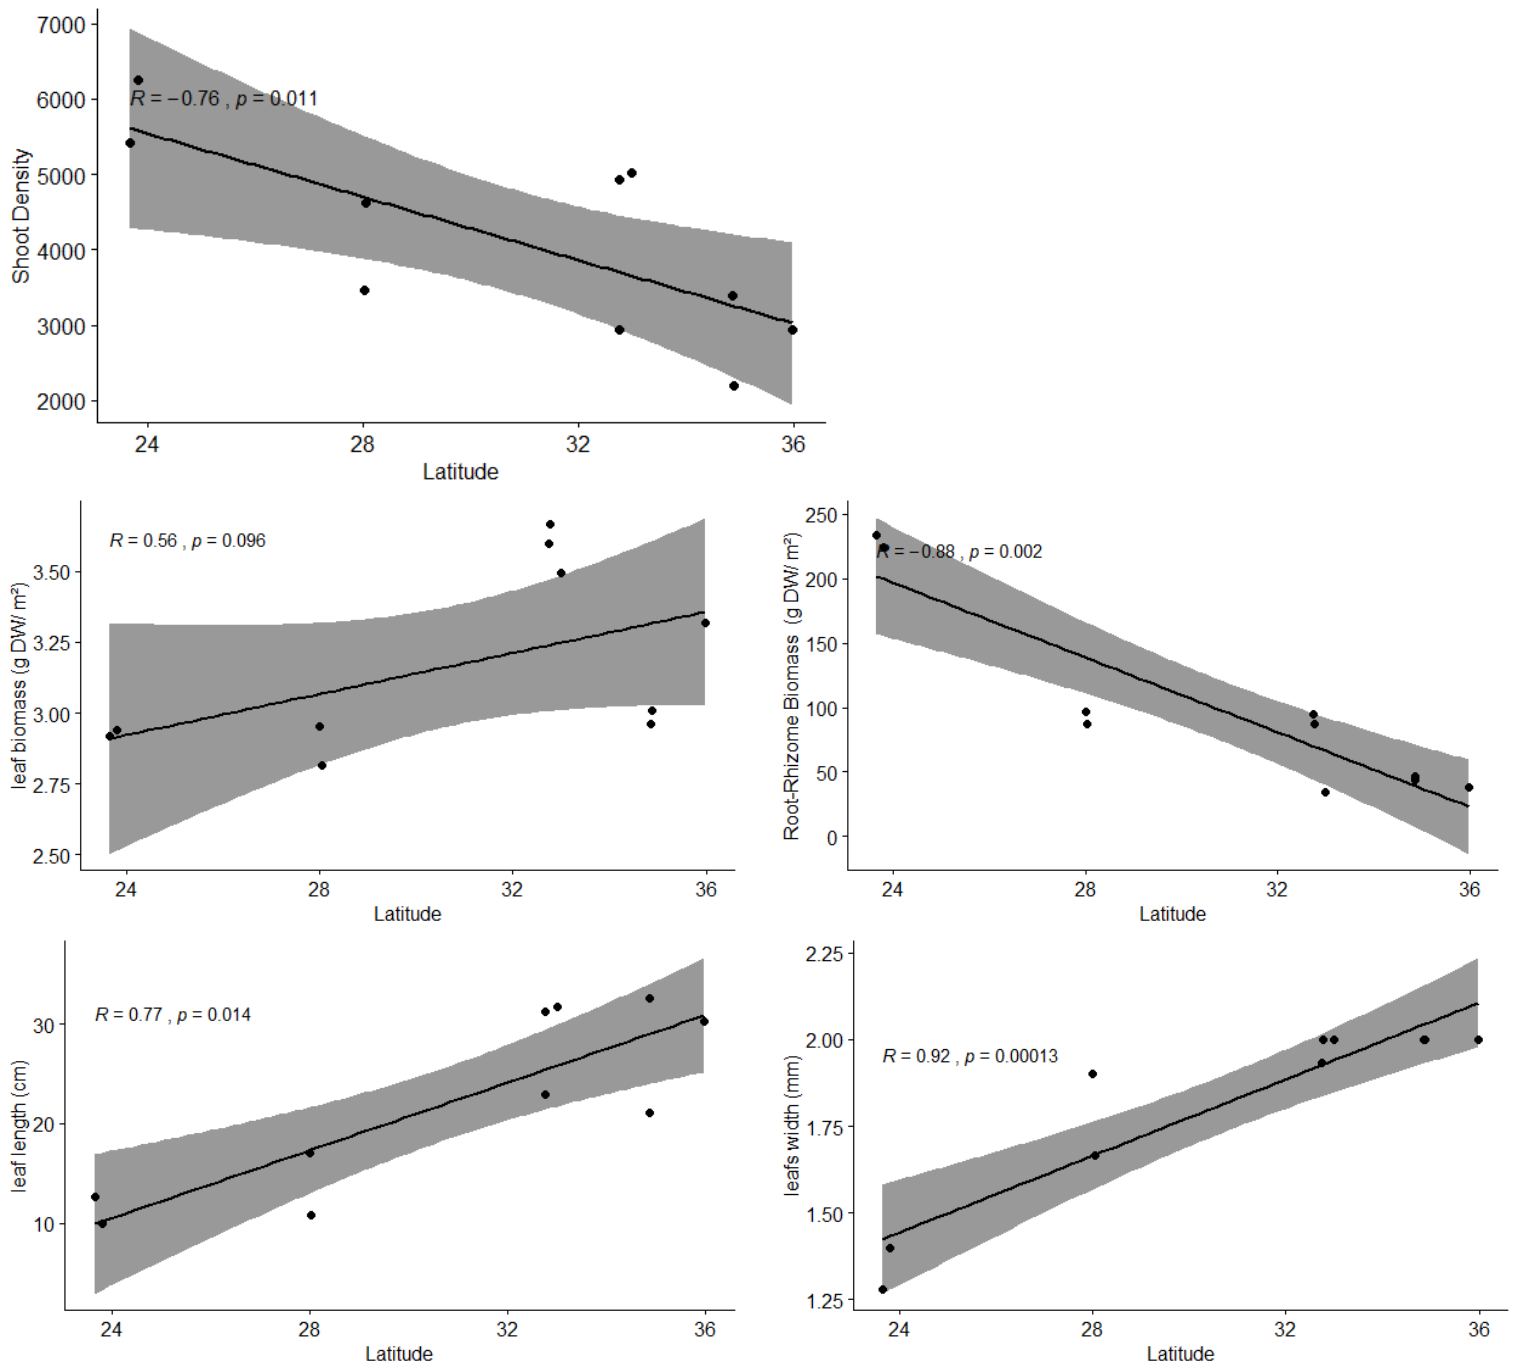 7000
6000
5000
4000
3000
2000
Shoot Density
R = −0.76 , p = 0.011
24 28 32 36
Latitude
3.50
3.25
3.00
2.75
2.50
leaf biomass (g DW/ m²)
R = 0.56 , p = 0.096
24 28 32 36
Latitude
250
200
150
100
50
0
Root-Rhizome Biomass (g DW/ m²)
R = −0.88 , p = 0.002
24 28 32 36
Latitude
30
20
10
leaf length (cm)
R = 0.77 , p = 0.014
24 28 32 36
Latitude
2.25
2.00
1.75
1.50
1.25
leafs width (mm)
R = 0.92 , p = 0.00013
24 28 32 36
Latitude